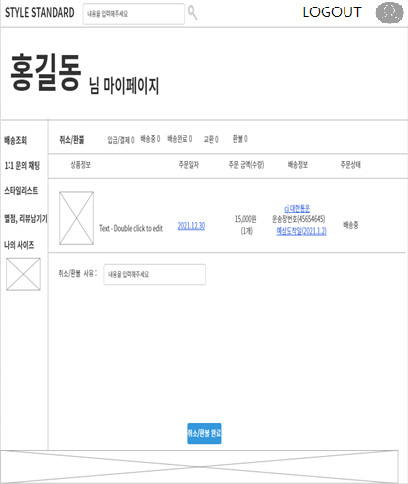 STYLE STANDARD
내용을 입력해주세요
LOGOUT
홍길동 님 마이페이지
배송조회
1:1 문의 채팅
스타일리스트
별점, 리뷰남기기
나의 사이즈
취소/환불 입금/결제 0 배송중 0 배송완료 0 교환 0 환불 0
상품정보 주문일자 주문 금액(수량) 배송정보 주문상태
Text - Double click to edit
2021.12.30
15,000원
(1개)
cj 대한통운
운송장번호(45654645)
예상도착일(2021.1.2)
배송중
취소/환불 사유 :
내용을 입력해주세요
취소/환불 완료